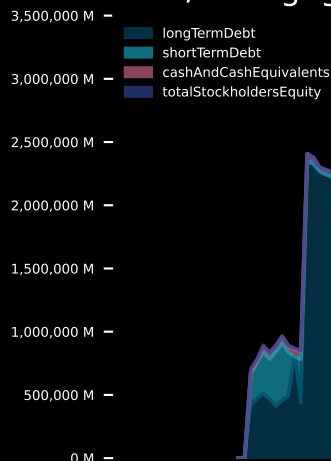 3,500,000 M
longTermDebt
shortTermDebt
3,000,000 M
cashAndCashEquivalents
totalStockholdersEquity
2,500,000 M
2,000,000 M
1,500,000 M
1,000,000 M
500,000 M
0 M